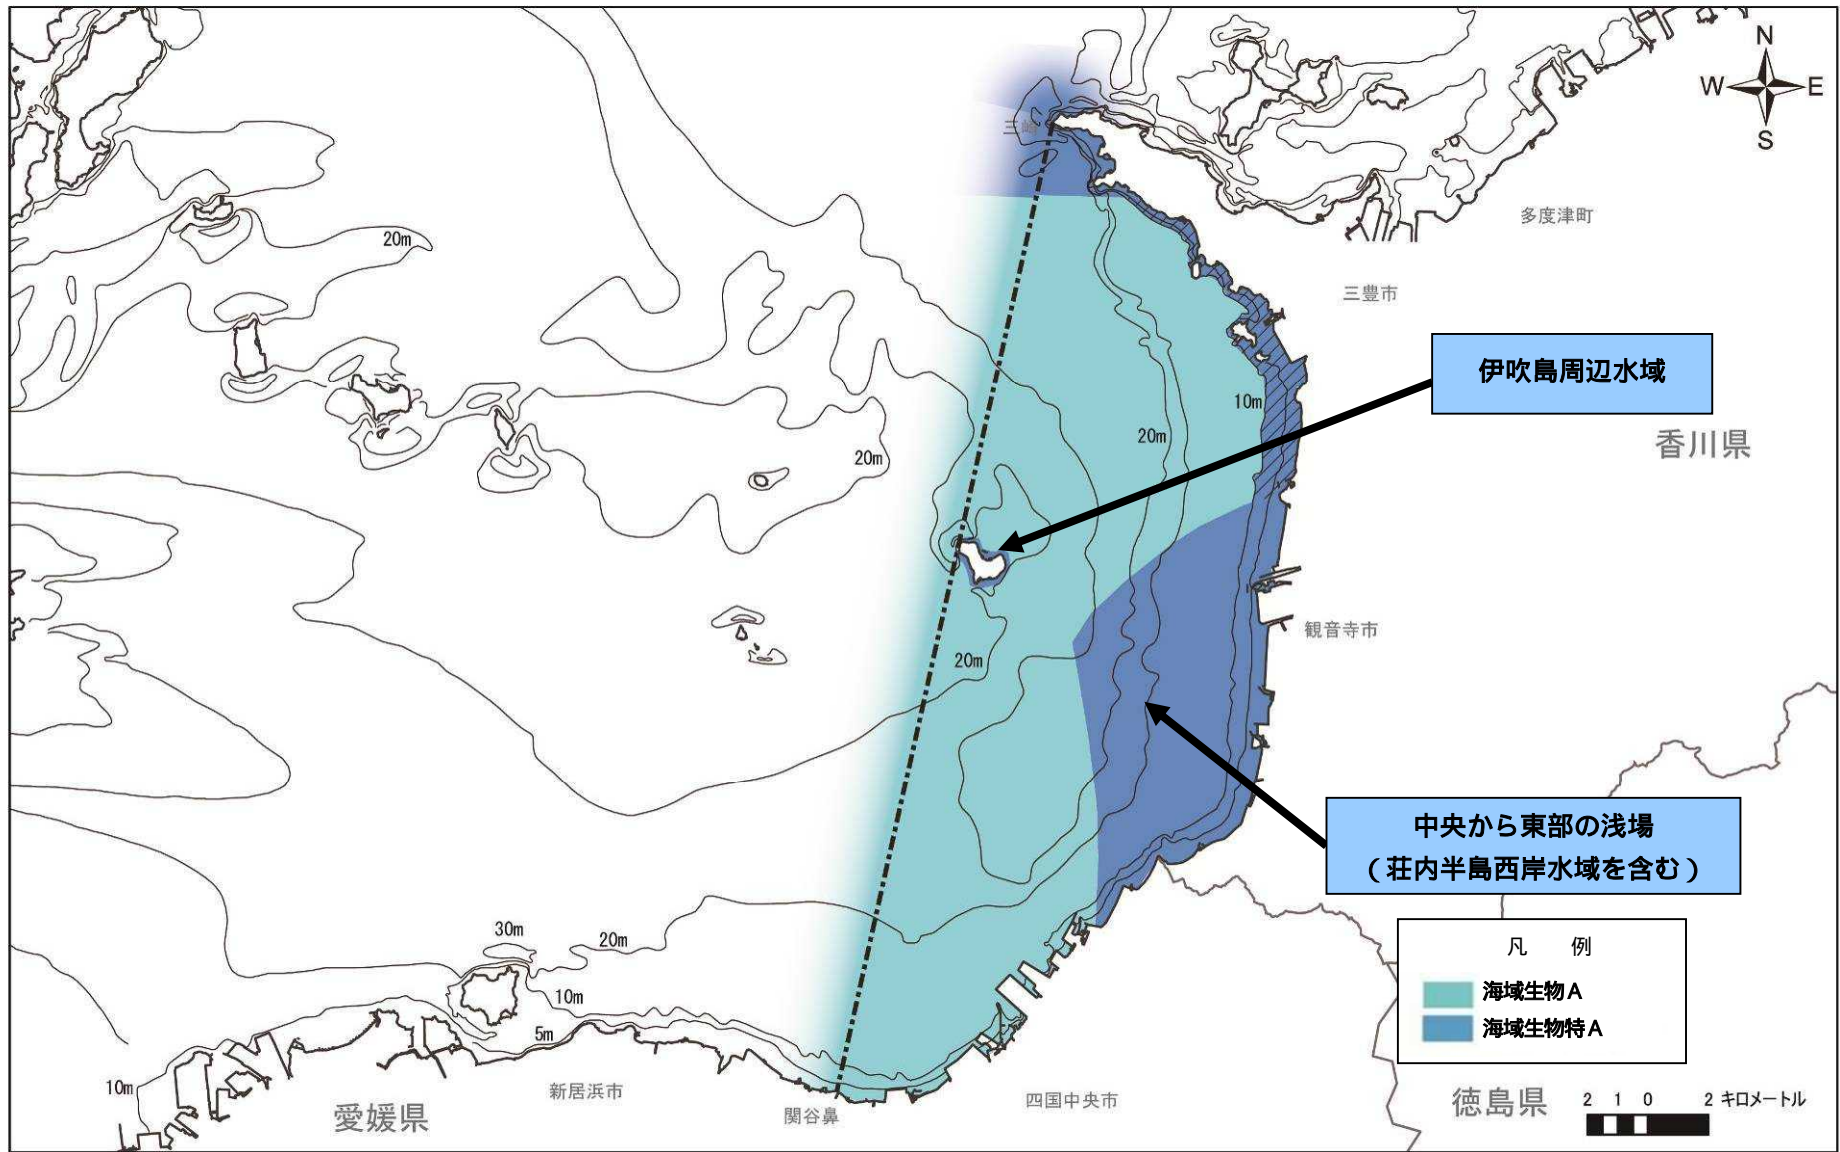 N
W E
S
三崎
多度津町
20m
三豊市
伊吹島周辺水域
10m
20m
香川県
20m
観音寺市
20m
中央から東部の浅場
(荘内半島西岸水域を含む)
30m
20m
凡 例
海域生物A
海域生物特A
10m
5m
10m
新居浜市
関谷鼻
四国中央市
愛媛県
徳島県
2 1 0 2 キロメートル